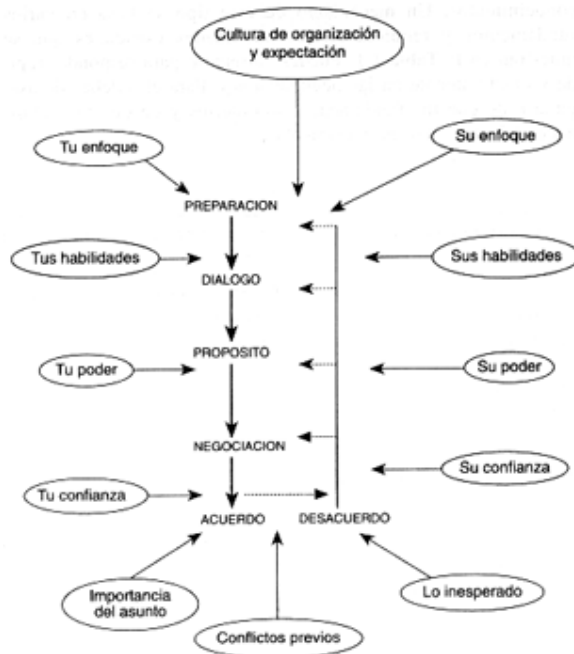 Cultura de organización
y expectación
Tu enfoque
Su enfoque
PREPARACION
Tus habilidades
Sus habilidades
DIALOGO
PROPOSITO
Tu poder
Su poder
NEGOCIACION
Tu confianza
Su confianza
ACUERDO
DESACUERDO
Importancia
del asunto
Lo inesperado
Conflictos previos